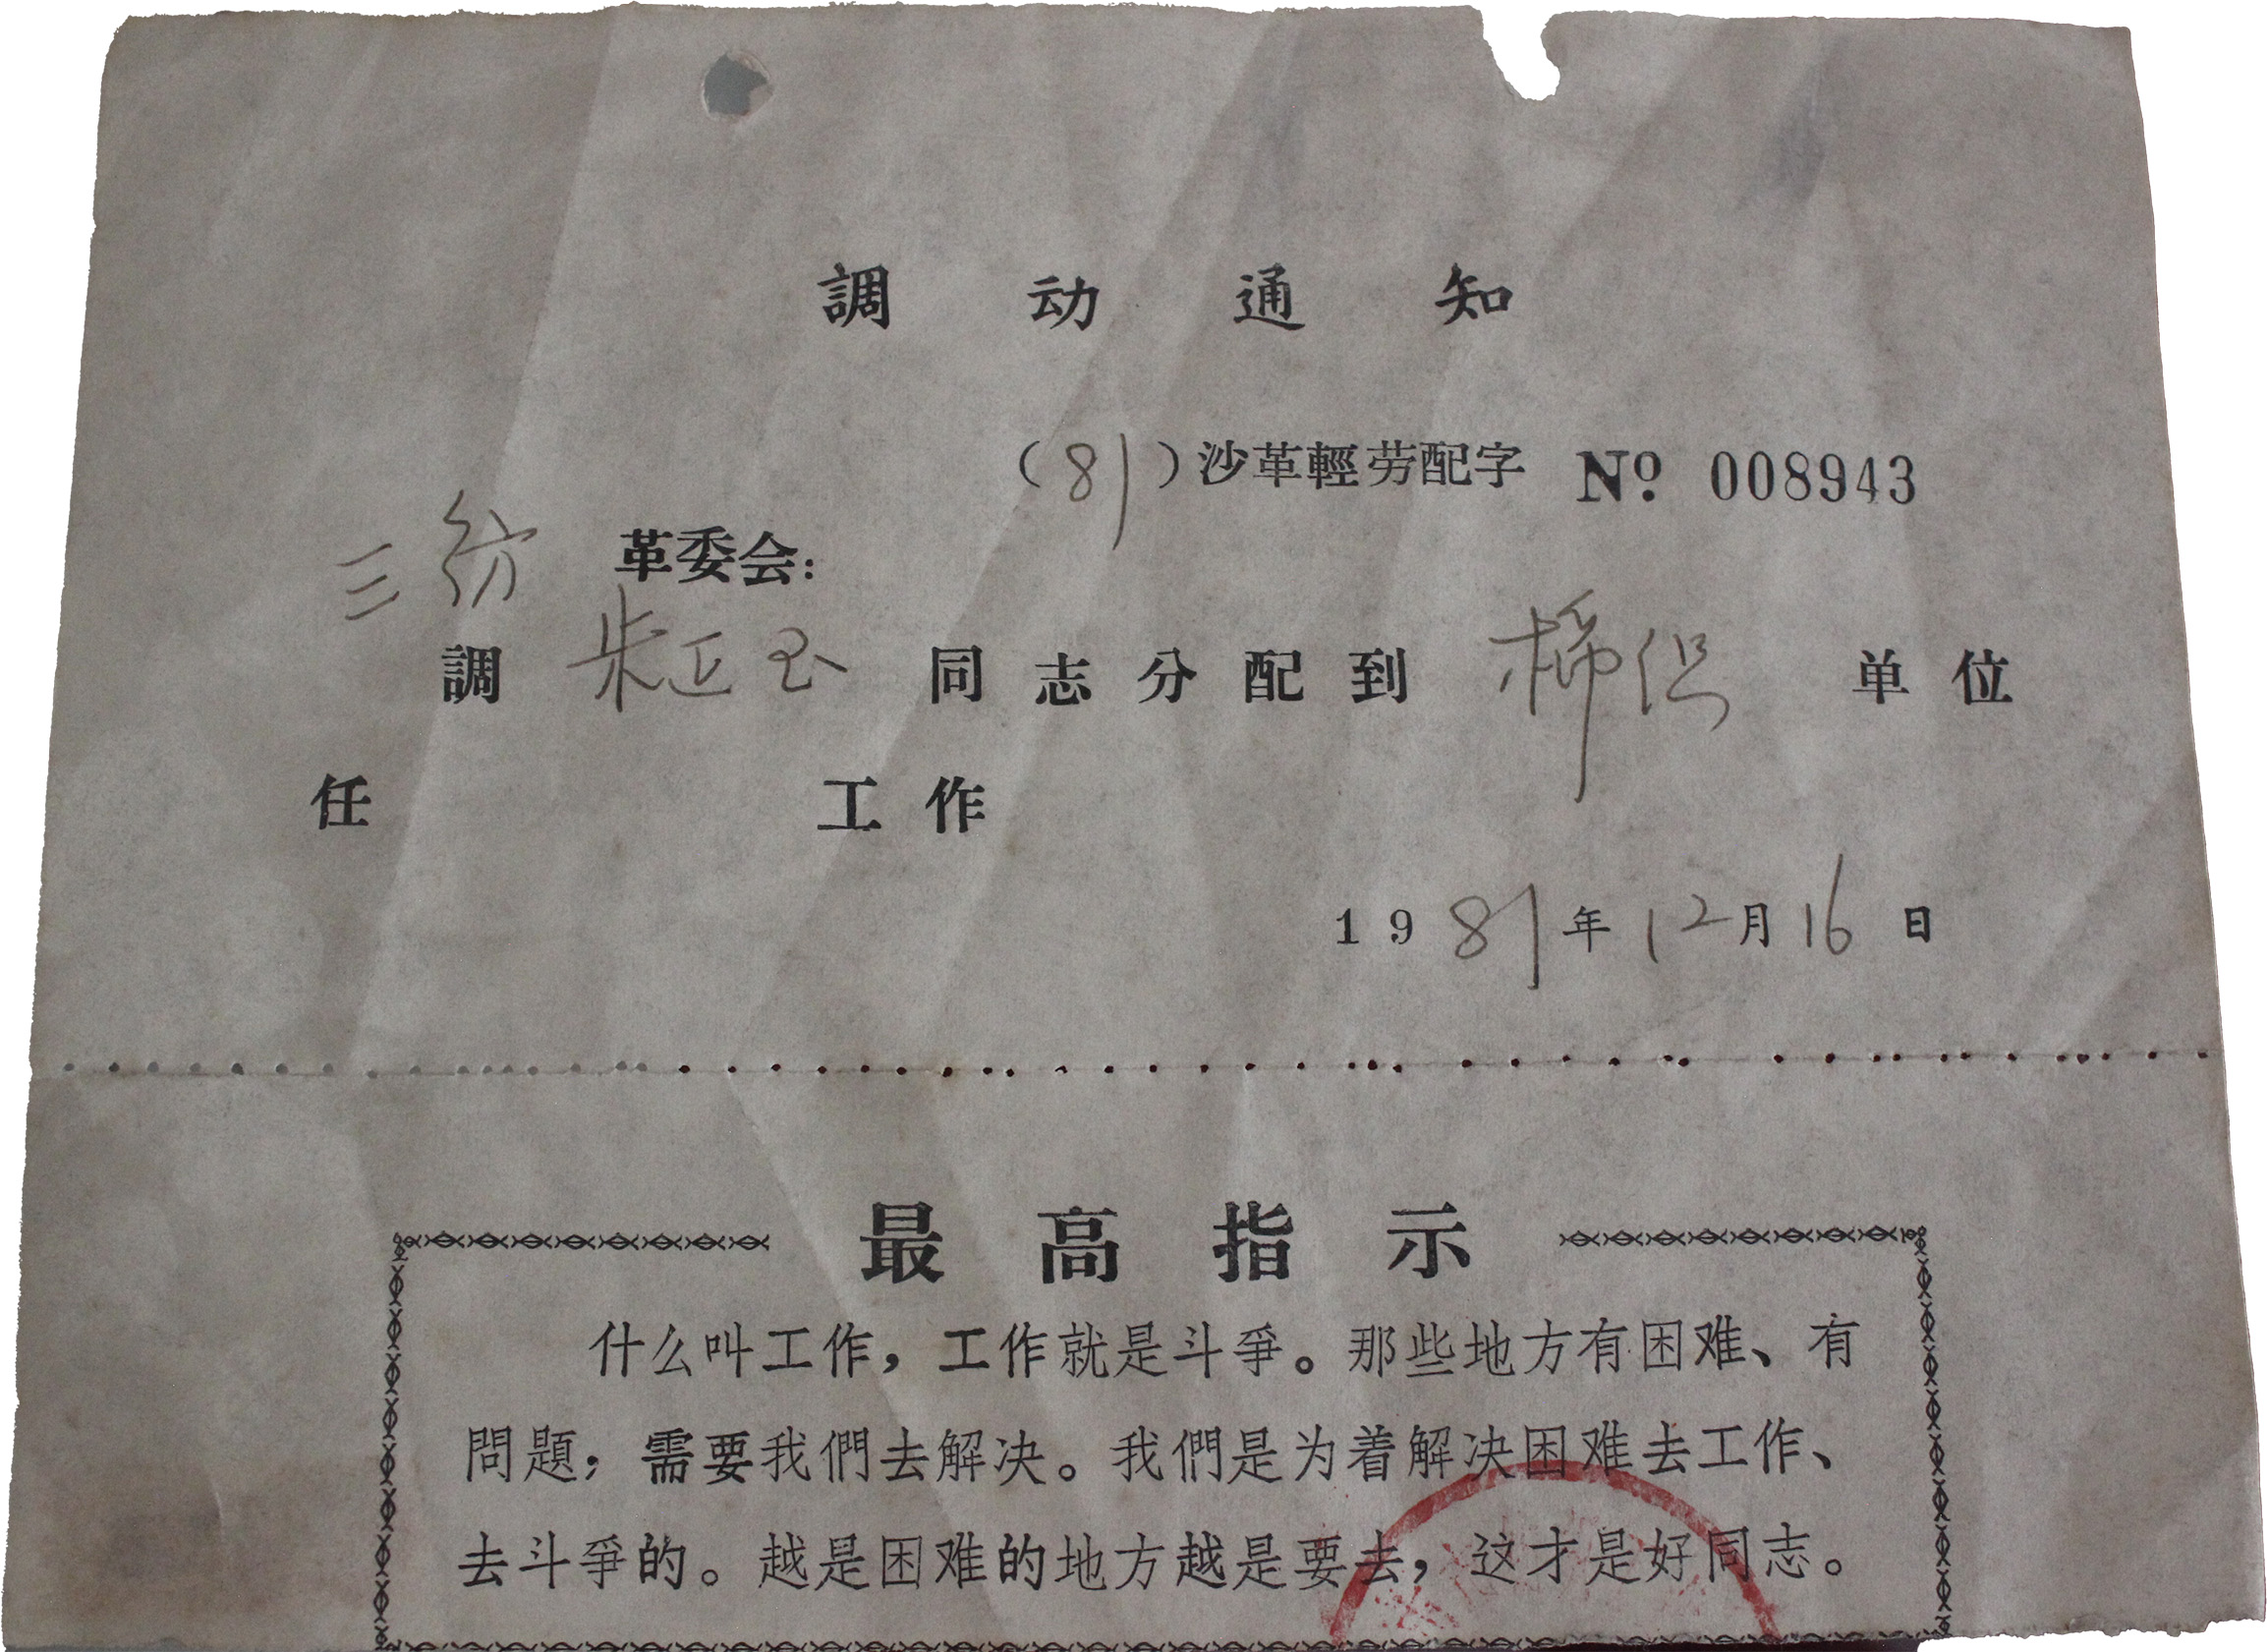 調动通知
（81）沙革輕劳配字 Nº 008943
三纺 革委会：
調 朱正玉 同志分配到 棉织 单位
任 工作
1981年12月16日
最高指示
什么叫工作，工作就是斗爭。那些地方有困难、有
問題，需要我們去解决。我們是为着解决困难去工作、
去斗爭的。越是困难的地方越是要去，这才是好同志。